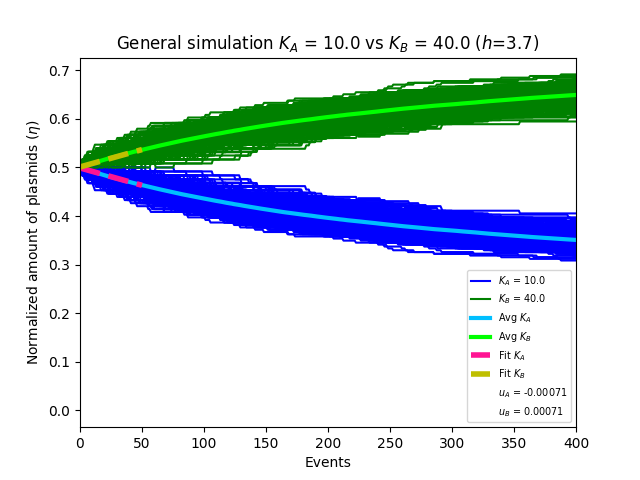 General simulation K_A = 10.0 vs K_B = 40.0 (h=3.7)
Normalized amount of plasmids (η)
0.7
0.6
0.5
0.4
0.3
0.2
0.1
0.0
K_A = 10.0
K_B = 40.0
Avg K_A
Avg K_B
Fit K_A
Fit K_B
u_A = -0.00071
u_B = 0.00071
0 50 100 150 200 250 300 350 400
Events